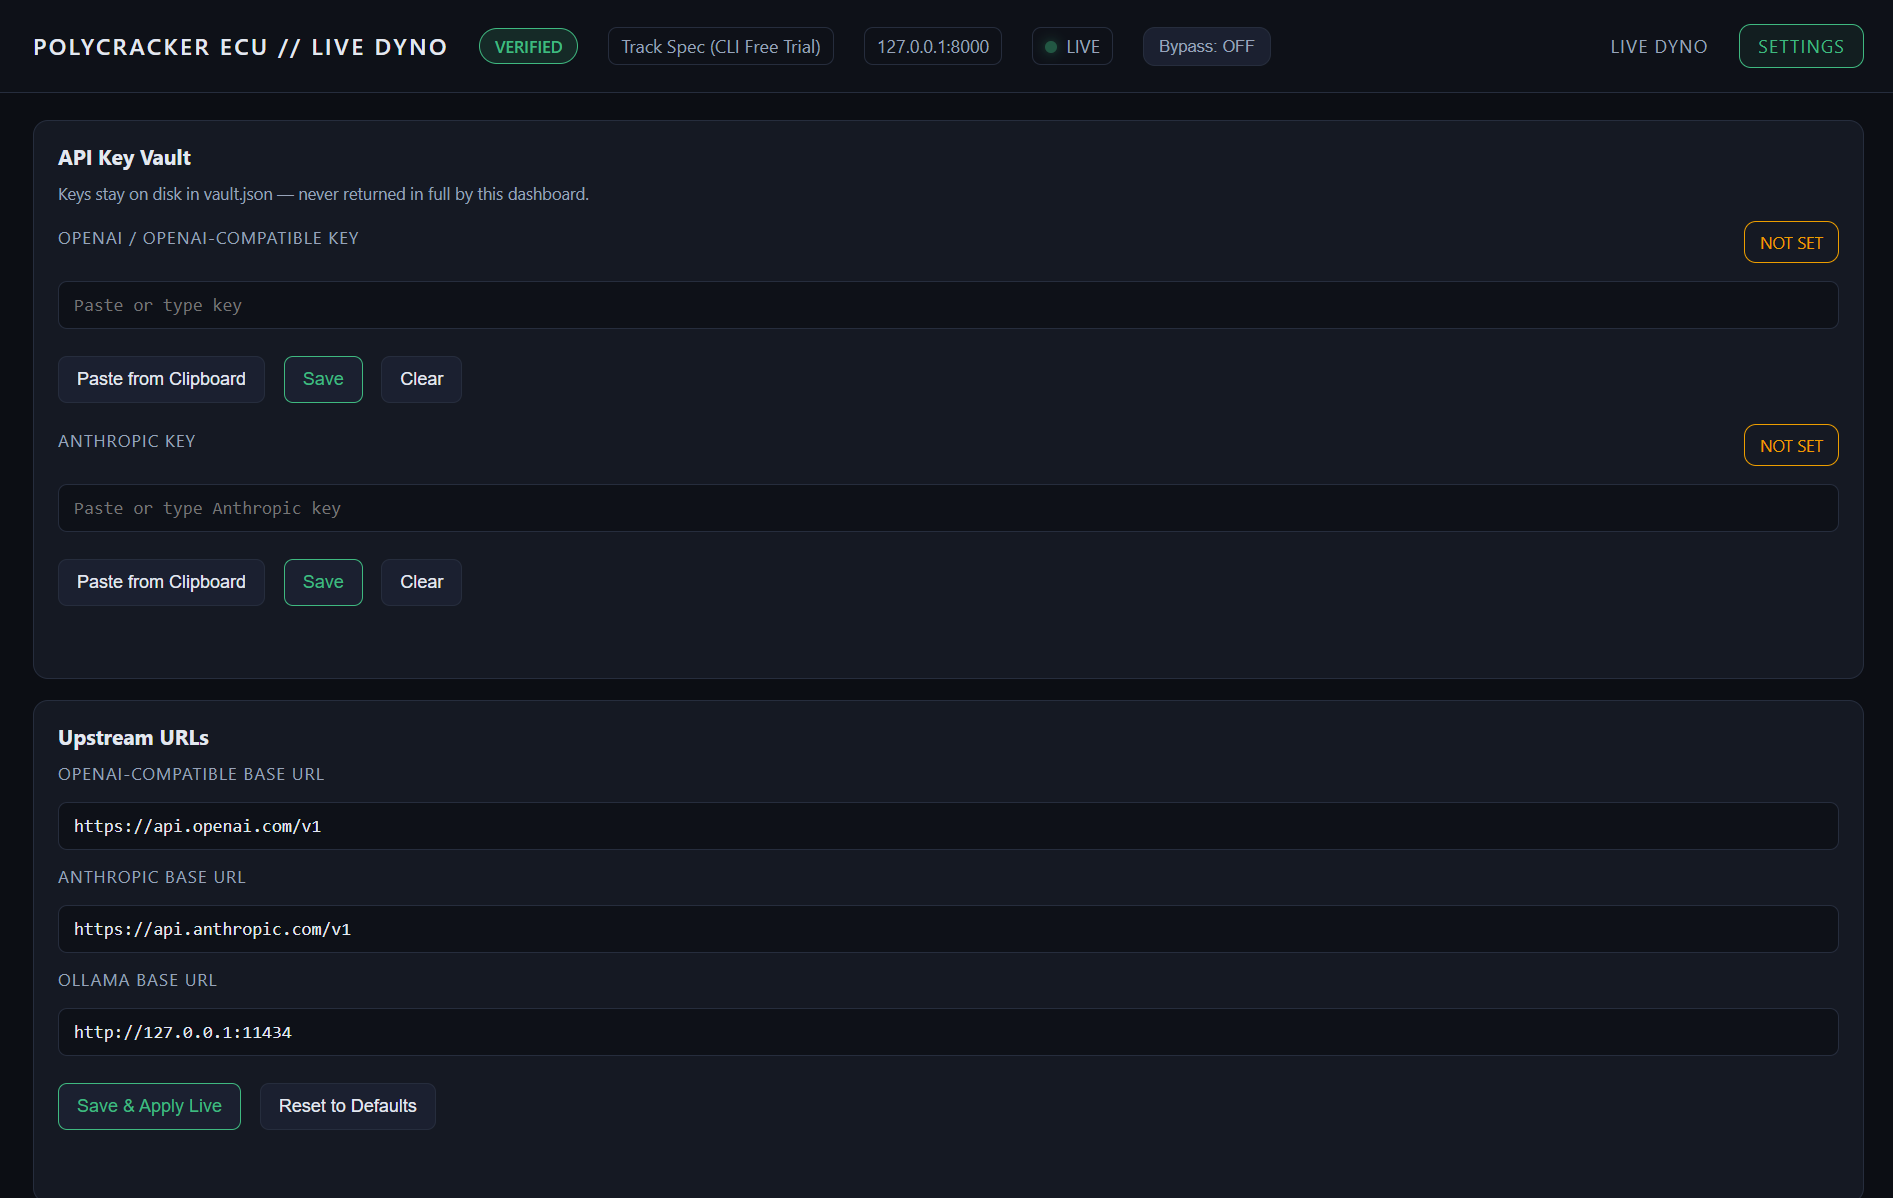 POLYCRACKER ECU // LIVE DYNO VERIFIED Track Spec (CLI Free Trial) 127.0.0.1:8000 LIVE Bypass: OFF LIVE DYNO SETTINGS
API Key Vault
Keys stay on disk in vault.json — never returned in full by this dashboard.
OPENAI / OPENAI-COMPATIBLE KEY NOT SET
Paste or type key
Paste from Clipboard Save Clear
ANTHROPIC KEY NOT SET
Paste or type Anthropic key
Paste from Clipboard Save Clear
Upstream URLs
OPENAI-COMPATIBLE BASE URL
https://api.openai.com/v1
ANTHROPIC BASE URL
https://api.anthropic.com/v1
OLLAMA BASE URL
http://127.0.0.1:11434
Save & Apply Live Reset to Defaults